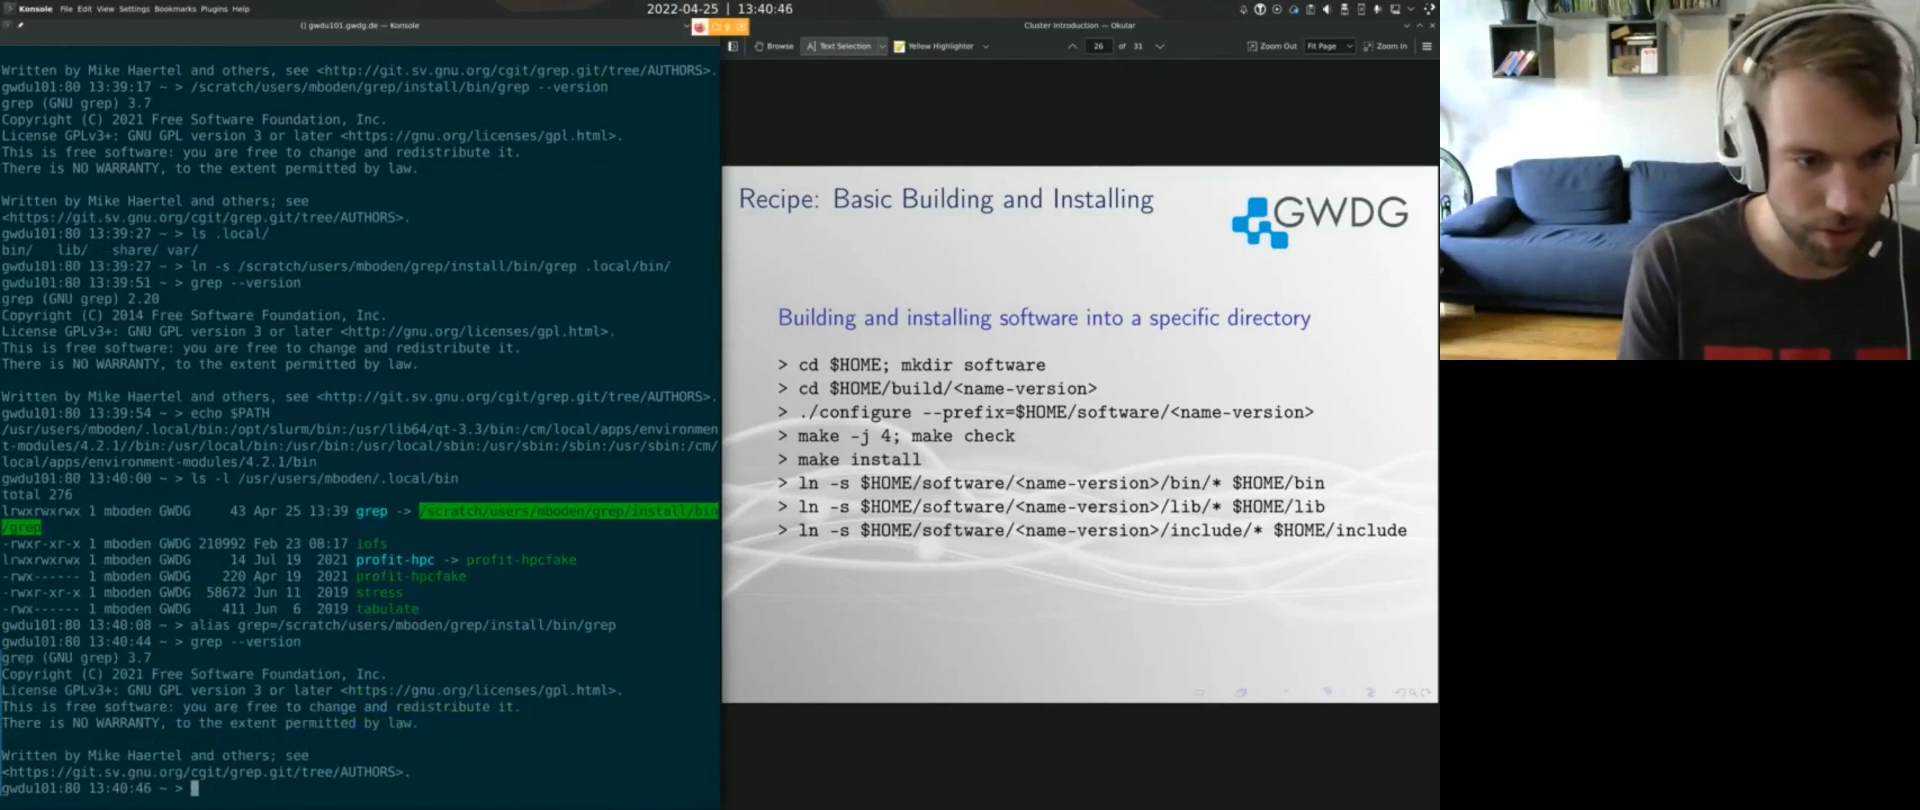 Konsole File Edit View Settings Bookmarks Plugins Help
2022-04-25 | 13:40:46
() gwdu101.gwdg.de — Konsole
Written by Mike Haertel and others, see <http://git.sv.gnu.org/cgit/grep.git/tree/AUTHORS>.
gwdu101:80 13:39:17 ~ > /scratch/users/mboden/grep/install/bin/grep --version
grep (GNU grep) 3.7
Copyright (C) 2021 Free Software Foundation, Inc.
License GPLv3+: GNU GPL version 3 or later <https://gnu.org/licenses/gpl.html>.
This is free software: you are free to change and redistribute it.
There is NO WARRANTY, to the extent permitted by law.
Written by Mike Haertel and others; see
<https://git.sv.gnu.org/cgit/grep.git/tree/AUTHORS>.
gwdu101:80 13:39:27 ~ > ls .local/
bin/ lib/ share/ var/
gwdu101:80 13:39:27 ~ > ln -s /scratch/users/mboden/grep/install/bin/grep .local/bin/
gwdu101:80 13:39:51 ~ > grep --version
grep (GNU grep) 2.20
Copyright (C) 2014 Free Software Foundation, Inc.
License GPLv3+: GNU GPL version 3 or later <http://gnu.org/licenses/gpl.html>.
This is free software: you are free to change and redistribute it.
There is NO WARRANTY, to the extent permitted by law.
Written by Mike Haertel and others, see <http://git.sv.gnu.org/cgit/grep.git/tree/AUTHORS>.
gwdu101:80 13:39:54 ~ > echo $PATH
/usr/users/mboden/.local/bin:/opt/slurm/bin:/usr/lib64/qt-3.3/bin:/cm/local/apps/environmen
t-modules/4.2.1//bin:/usr/local/bin:/usr/bin:/usr/local/sbin:/usr/sbin:/sbin:/usr/sbin:/cm/
local/apps/environment-modules/4.2.1/bin
gwdu101:80 13:40:00 ~ > ls -l /usr/users/mboden/.local/bin
total 276
lrwxrwxrwx 1 mboden GWDG 43 Apr 25 13:39 grep -> /scratch/users/mboden/grep/install/bin
/grep
-rwxr-xr-x 1 mboden GWDG 210992 Feb 23 08:17 iofs
lrwxrwxrwx 1 mboden GWDG 14 Jul 19 2021 profit-hpc -> profit-hpcfake
-rwx------ 1 mboden GWDG 220 Apr 19 2021 profit-hpcfake
-rwxr-xr-x 1 mboden GWDG 58672 Jun 11 2019 stress
-rwx------ 1 mboden GWDG 411 Jun 6 2019 tabulate
gwdu101:80 13:40:08 ~ > alias grep=/scratch/users/mboden/grep/install/bin/grep
gwdu101:80 13:40:44 ~ > grep --version
grep (GNU grep) 3.7
Copyright (C) 2021 Free Software Foundation, Inc.
License GPLv3+: GNU GPL version 3 or later <https://gnu.org/licenses/gpl.html>.
This is free software: you are free to change and redistribute it.
There is NO WARRANTY, to the extent permitted by law.
Written by Mike Haertel and others; see
<https://git.sv.gnu.org/cgit/grep.git/tree/AUTHORS>.
gwdu101:80 13:40:46 ~ >
Cluster Introduction — Okular
Browse Text Selection Yellow Highlighter 26 of 31 Zoom Out Fit Page Zoom In
Recipe: Basic Building and Installing
GWDG
Building and installing software into a specific directory
> cd $HOME; mkdir software
> cd $HOME/build/<name-version>
> ./configure --prefix=$HOME/software/<name-version>
> make -j 4; make check
> make install
> ln -s $HOME/software/<name-version>/bin/* $HOME/bin
> ln -s $HOME/software/<name-version>/lib/* $HOME/lib
> ln -s $HOME/software/<name-version>/include/* $HOME/include